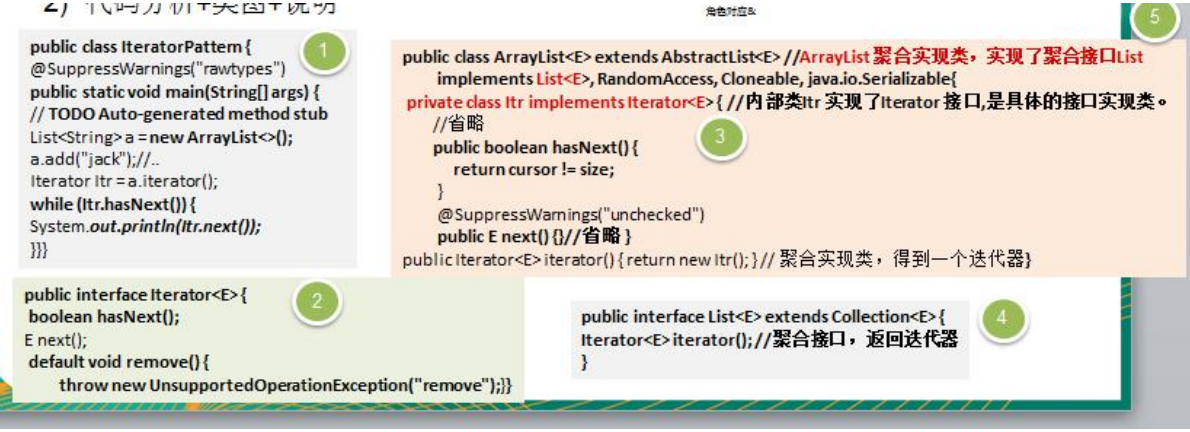 2) 代码分析+类图+说明
角色对应&
5
1
public class IteratorPattem {
@SuppressWarnings("rawtypes")
public static void main(String[] args) {
// TODO Auto-generated method stub
List<String> a = new ArrayList<>();
a.add("jack");//..
Iterator Itr = a.iterator();
while (Itr.hasNext()) {
System.out.println(Itr.next());
}}}
2
public interface Iterator<E> {
boolean hasNext();
E next();
default void remove() {
throw new UnsupportedOperationException("remove");}}
public class ArrayList<E> extends AbstractList<E> //ArrayList 聚合实现类，实现了聚合接口List
implements List<E>, RandomAccess, Cloneable, java.io.Serializable{
private class Itr implements Iterator<E> { //内部类Itr 实现了Iterator 接口,是具体的接口实现类。
//省略
3
public boolean hasNext() {
return cursor != size;
}
@SuppressWarnings("unchecked")
public E next() {}//省略 }
public Iterator<E> iterator() { return new Itr(); } // 聚合实现类，得到一个迭代器}
4
public interface List<E> extends Collection<E> {
Iterator<E> iterator();//聚合接口，返回迭代器
}